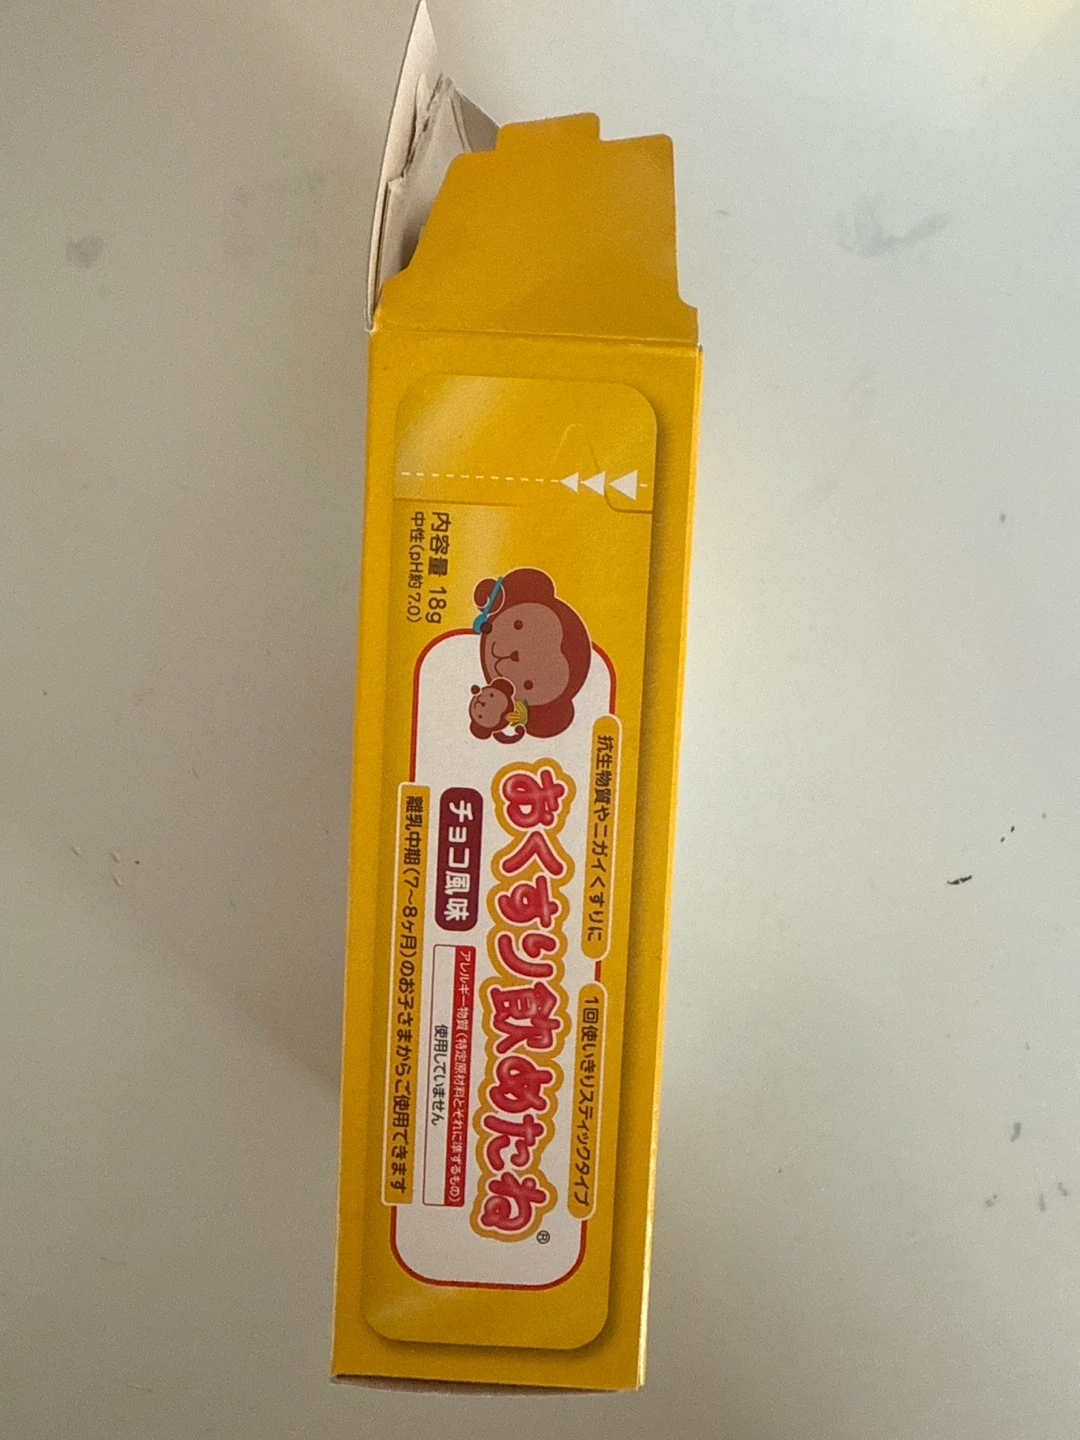 抗生物質やニガイくすりに
1回使いきりスティックタイプ
おくすり飲めたね®
チョコ風味
アレルギー物質(特定原材料とそれに準ずるもの)
使用していません
離乳中期(7〜8ヶ月)のお子さまからご使用できます
内容量 18g
中性(pH約7.0)